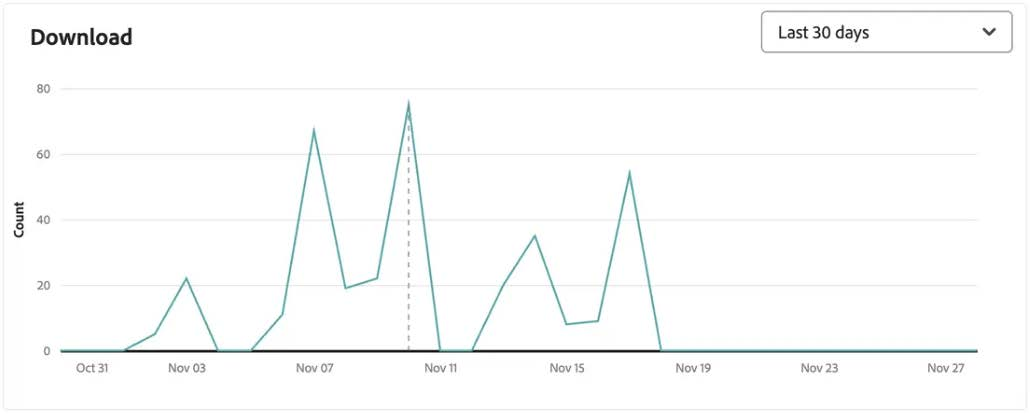 Download
Last 30 days
80
60
40
20
0
Count
Oct 31
Nov 03
Nov 07
Nov 11
Nov 15
Nov 19
Nov 23
Nov 27